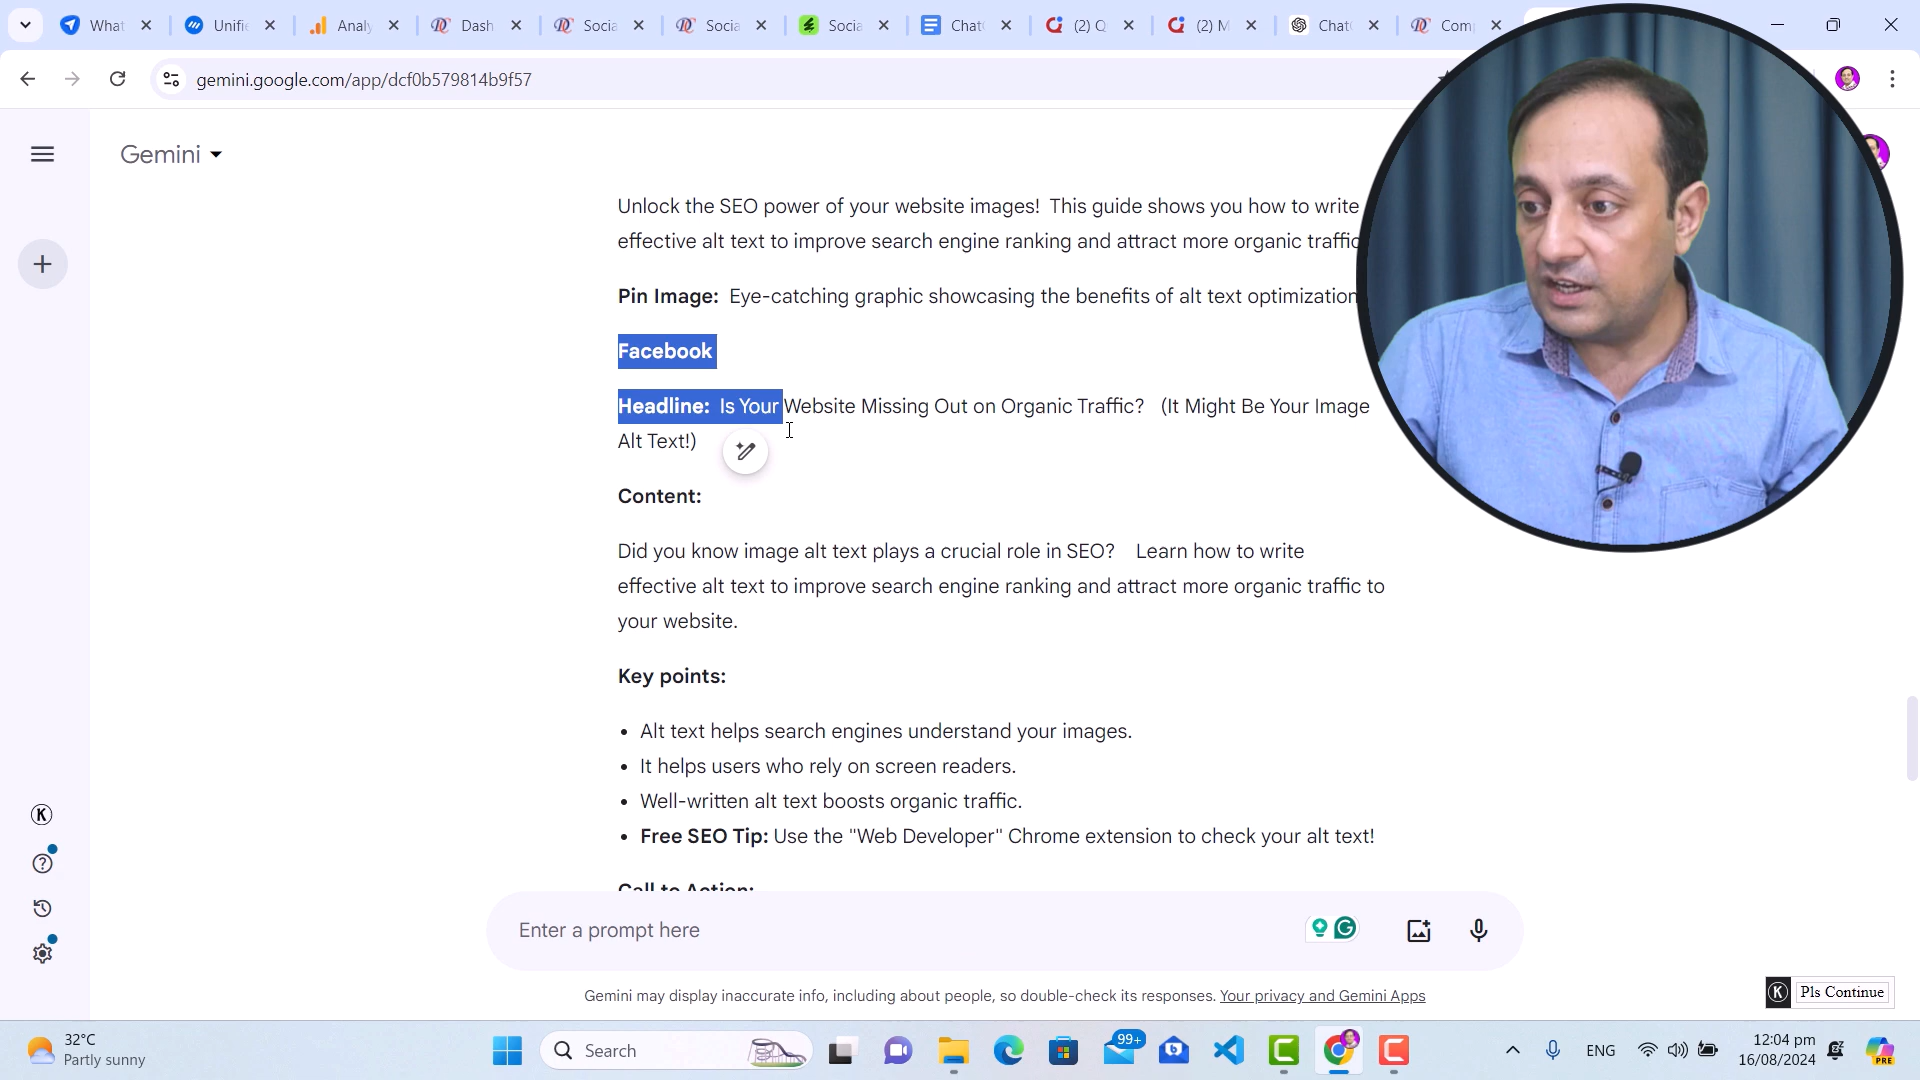 What
Unifie
Analy
Dash
Socia
Socia
Socia
Chat
(2) Q
(2) M
Chat
Com
gemini.google.com/app/dcf0b579814b9f57
Gemini
Unlock the SEO power of your website images! This guide shows you how to write
effective alt text to improve search engine ranking and attract more organic traffic
Pin Image: Eye-catching graphic showcasing the benefits of alt text optimization
Facebook
Headline: Is Your Website Missing Out on Organic Traffic? (It Might Be Your Image
Alt Text!)
Content:
Did you know image alt text plays a crucial role in SEO? Learn how to write
effective alt text to improve search engine ranking and attract more organic traffic to
your website.
Key points:
• Alt text helps search engines understand your images.
• It helps users who rely on screen readers.
• Well-written alt text boosts organic traffic.
• Free SEO Tip: Use the "Web Developer" Chrome extension to check your alt text!
Call to Action:
Enter a prompt here
Gemini may display inaccurate info, including about people, so double-check its responses. Your privacy and Gemini Apps
K
K Pls Continue
32°C
Partly sunny
Search
99+
ENG
12:04 pm
16/08/2024
PRE